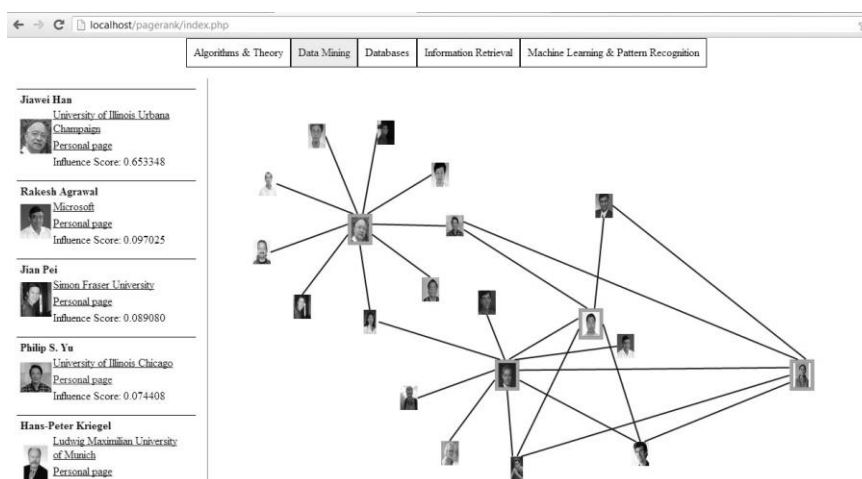 localhost/pagerank/index.php
Algorithms & Theory Data Mining Databases Information Retrieval Machine Learning & Pattern Recognition
Jiawei Han
University of Illinois Urbana
Champaign
Personal page
Influence Score: 0.653348
Rakesh Agrawal
Microsoft
Personal page
Influence Score: 0.097025
Jian Pei
Simon Fraser University
Personal page
Influence Score: 0.089080
Philip S. Yu
University of Illinois Chicago
Personal page
Influence Score: 0.074408
Hans-Peter Kriegel
Ludwig Maximilian University
of Munich
Personal page